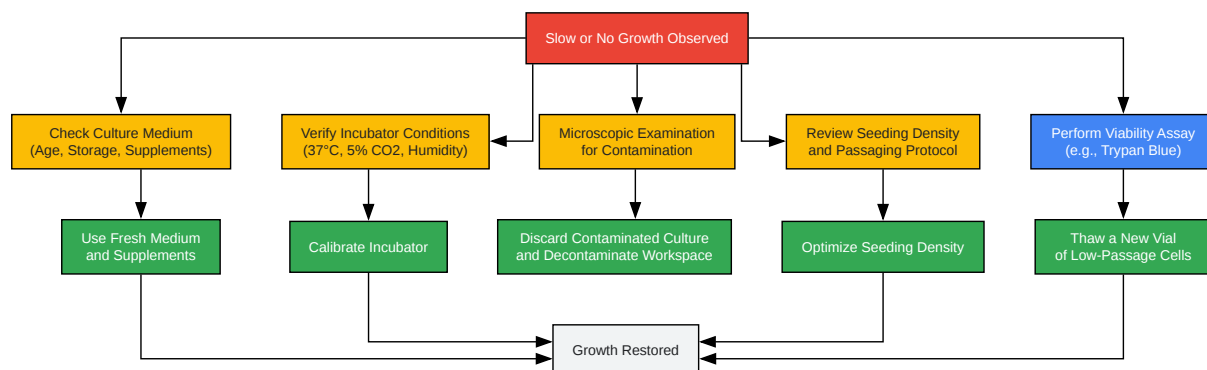 Slow or No Growth Observed
Check Culture Medium
(Age, Storage, Supplements)
Verify Incubator Conditions
(37°C, 5% CO2, Humidity)
Microscopic Examination
for Contamination
Review Seeding Density
and Passaging Protocol
Perform Viability Assay
(e.g., Trypan Blue)
Use Fresh Medium
and Supplements
Calibrate Incubator
Discard Contaminated Culture
and Decontaminate Workspace
Optimize Seeding Density
Thaw a New Vial
of Low-Passage Cells
Growth Restored